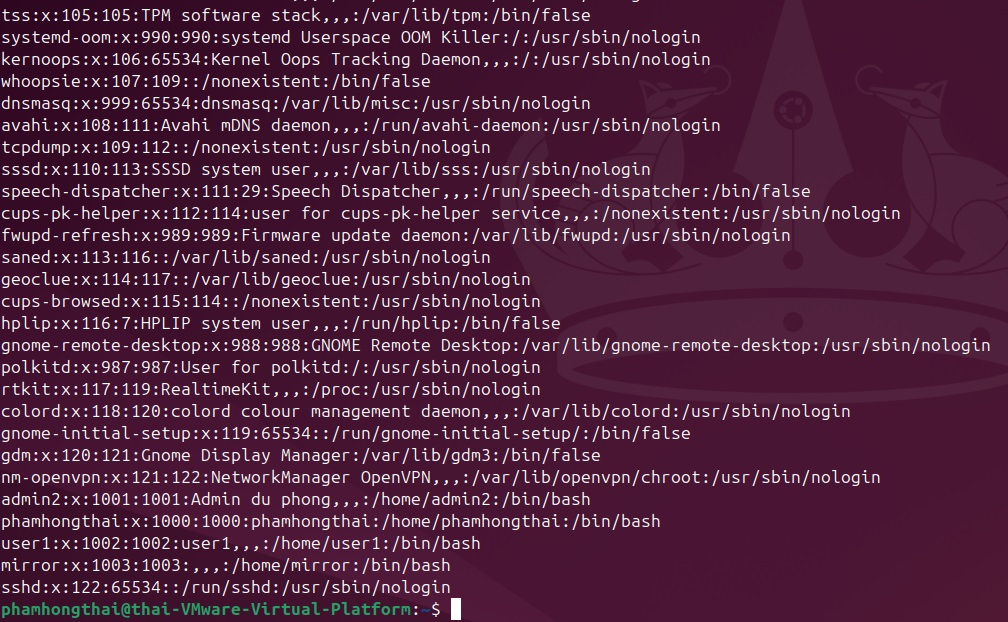 tss:x:105:105:TPM software stack,,,:/var/lib/tpm:/bin/false
systemd-oom:x:990:990:systemd Userspace OOM Killer:/:/usr/sbin/nologin
kernoops:x:106:65534:Kernel Oops Tracking Daemon,,,:/:/usr/sbin/nologin
whoopsie:x:107:109::/nonexistent:/bin/false
dnsmasq:x:999:65534:dnsmasq:/var/lib/misc:/usr/sbin/nologin
avahi:x:108:111:Avahi mDNS daemon,,,:/run/avahi-daemon:/usr/sbin/nologin
tcpdump:x:109:112::/nonexistent:/usr/sbin/nologin
sssd:x:110:113:SSSD system user,,,:/var/lib/sss:/usr/sbin/nologin
speech-dispatcher:x:111:29:Speech Dispatcher,,,:/run/speech-dispatcher:/bin/false
cups-pk-helper:x:112:114:user for cups-pk-helper service,,,:/nonexistent:/usr/sbin/nologin
fwupd-refresh:x:989:989:Firmware update daemon:/var/lib/fwupd:/usr/sbin/nologin
saned:x:113:116::/var/lib/saned:/usr/sbin/nologin
geoclue:x:114:117::/var/lib/geoclue:/usr/sbin/nologin
cups-browsed:x:115:114::/nonexistent:/usr/sbin/nologin
hplip:x:116:7:HPLIP system user,,,:/run/hplip:/bin/false
gnome-remote-desktop:x:988:988:GNOME Remote Desktop:/var/lib/gnome-remote-desktop:/usr/sbin/nologin
polkitd:x:987:987:User for polkitd:/:/usr/sbin/nologin
rtkit:x:117:119:RealtimeKit,,,:/proc:/usr/sbin/nologin
colord:x:118:120:colord colour management daemon,,,:/var/lib/colord:/usr/sbin/nologin
gnome-initial-setup:x:119:65534::/run/gnome-initial-setup/:/bin/false
gdm:x:120:121:Gnome Display Manager:/var/lib/gdm3:/bin/false
nm-openvpn:x:121:122:NetworkManager OpenVPN,,,:/var/lib/openvpn/chroot:/usr/sbin/nologin
admin2:x:1001:1001:Admin du phong,,,:/home/admin2:/bin/bash
phamhongthai:x:1000:1000:phamhongthai:/home/phamhongthai:/bin/bash
user1:x:1002:1002:user1,,,:/home/user1:/bin/bash
mirror:x:1003:1003:,,,:/home/mirror:/bin/bash
sshd:x:122:65534::/run/sshd:/usr/sbin/nologin
phamhongthai@thai-VMware-Virtual-Platform:~$